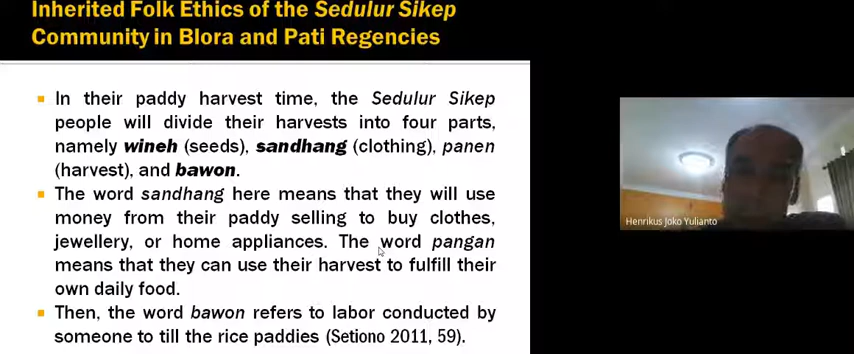 Inherited Folk Ethics of the Sedulur Sikep
Community in Blora and Pati Regencies
In their paddy harvest time, the Sedulur Sikep
people will divide their harvests into four parts,
namely wineh (seeds), sandhang (clothing), panen
(harvest), and bawon.
The word sandhang here means that they will use
money from their paddy selling to buy clothes,
jewellery, or home appliances. The word pangan
means that they can use their harvest to fulfill their
own daily food.
Then, the word bawon refers to labor conducted by
someone to till the rice paddies (Setiono 2011, 59).
Henrikus Joko Yulianto